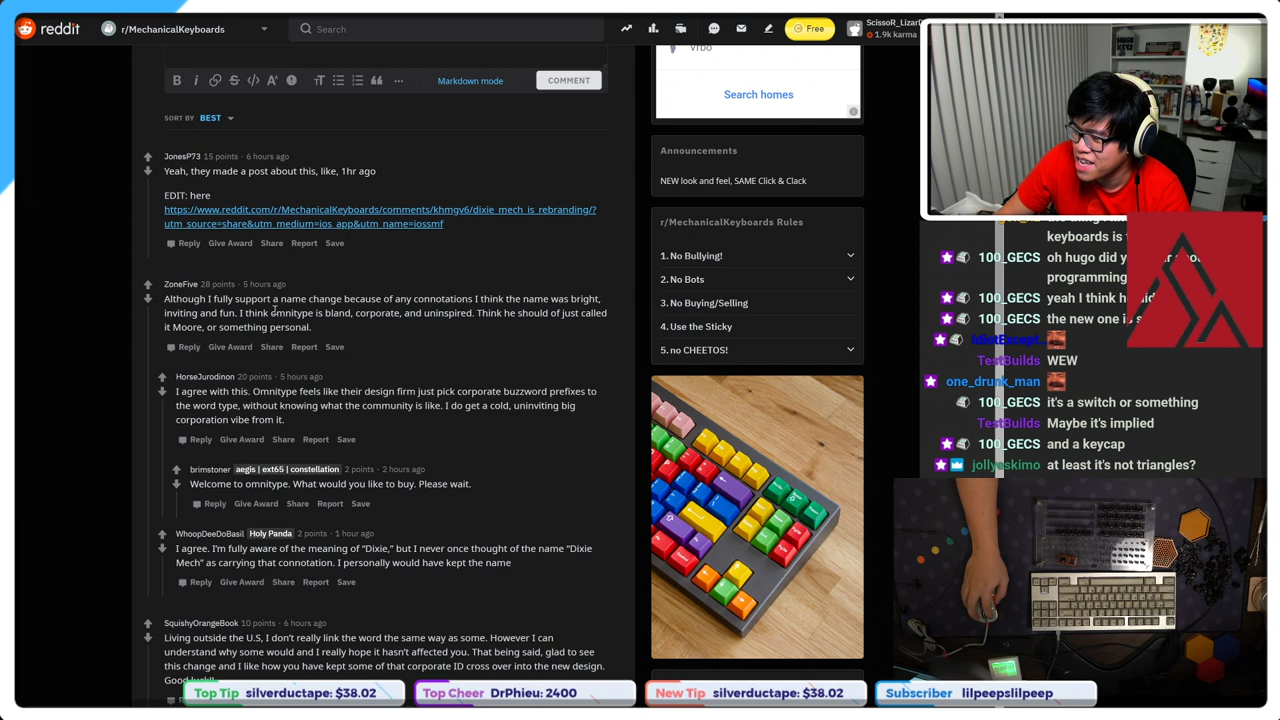 reddit
r/MechanicalKeyboards
Search
Free
ScissoR_Lizar
1.9k karma
Markdown mode
COMMENT
SORT BY BEST
JonesP73 15 points · 6 hours ago
Yeah, they made a post about this, like, 1hr ago
EDIT: here
https://www.reddit.com/r/MechanicalKeyboards/comments/khmgv6/dixie_mech_is_rebranding/?
utm_source=share&utm_medium=ios_app&utm_name=iossmf
Reply Give Award Share Report Save
ZoneFive 28 points · 5 hours ago
Although I fully support a name change because of any connotations I think the name was bright,
inviting and fun. I think Omnitype is bland, corporate, and uninspired. Think he should of just called
it Moore, or something personal.
Reply Give Award Share Report Save
HorseJurodinon 20 points · 5 hours ago
I agree with this. Omnitype feels like their design firm just pick corporate buzzword prefixes to
the word type, without knowing what the community is like. I do get a cold, uninviting big
corporation vibe from it.
Reply Give Award Share Report Save
brimstoner aegis | ext65 | constellation 2 points · 2 hours ago
Welcome to omnitype. What would you like to buy. Please wait.
Reply Give Award Share Report Save
WhoopDeeDoBasil Holy Panda 2 points · 1 hour ago
I agree. I'm fully aware of the meaning of "Dixie," but I never once thought of the name "Dixie
Mech" as carrying that connotation. I personally would have kept the name
Reply Give Award Share Report Save
SquishyOrangeBook 10 points · 6 hours ago
Living outside the U.S, I don't really link the word the same way as some. However I can
understand why some would and I really hope it hasn't affected you. That being said, glad to see
this change and I like how you have kept some of that corporate ID cross over into the new design.
Vrbo
Search homes
Announcements
NEW look and feel, SAME Click & Clack
r/MechanicalKeyboards Rules
1. No Bullying!
2. No Bots
3. No Buying/Selling
4. Use the Sticky
5. no CHEETOS!
keyboards is
100_GECS oh hugo did
programming
100_GECS yeah I think
100_GECS the new one is
TestBuilds WEW
one_drunk_man
100_GECS it's a switch or something
TestBuilds Maybe it's implied
100_GECS and a keycap
jollyeskimo at least it's not triangles?
Top Tip silverductape: $38.02
Top Cheer DrPhieu: 2400
New Tip silverductape: $38.02
Subscriber lilpeepslilpeep